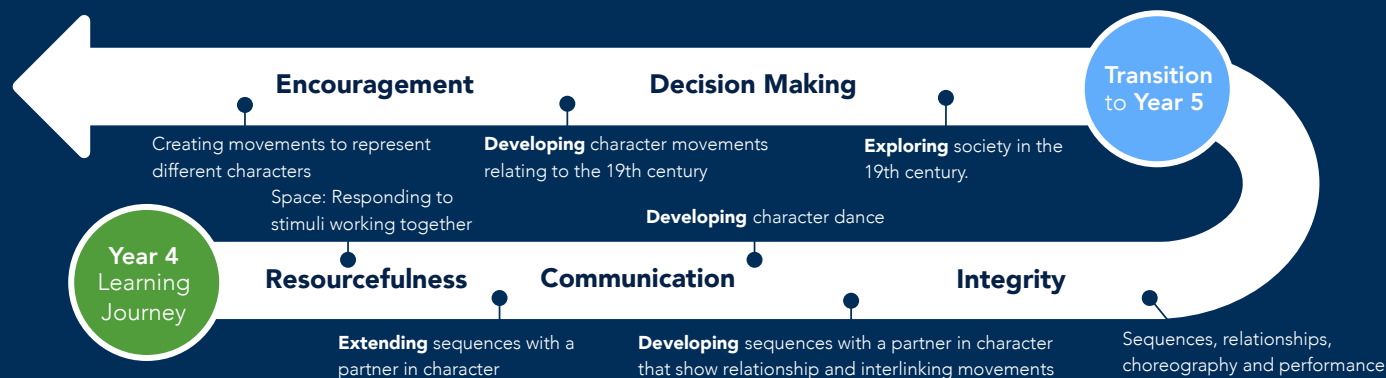 Encouragement
Decision Making
Transition
to Year 5
Creating movements to represent
different characters
Developing character movements
relating to the 19th century
Exploring society in the
19th century.
Space: Responding to
stimuli working together
Developing character dance
Year 4
Learning
Journey
Resourcefulness
Communication
Integrity
Extending sequences with a
partner in character
Developing sequences with a partner in character
that show relationship and interlinking movements
Sequences, relationships,
choreography and performance